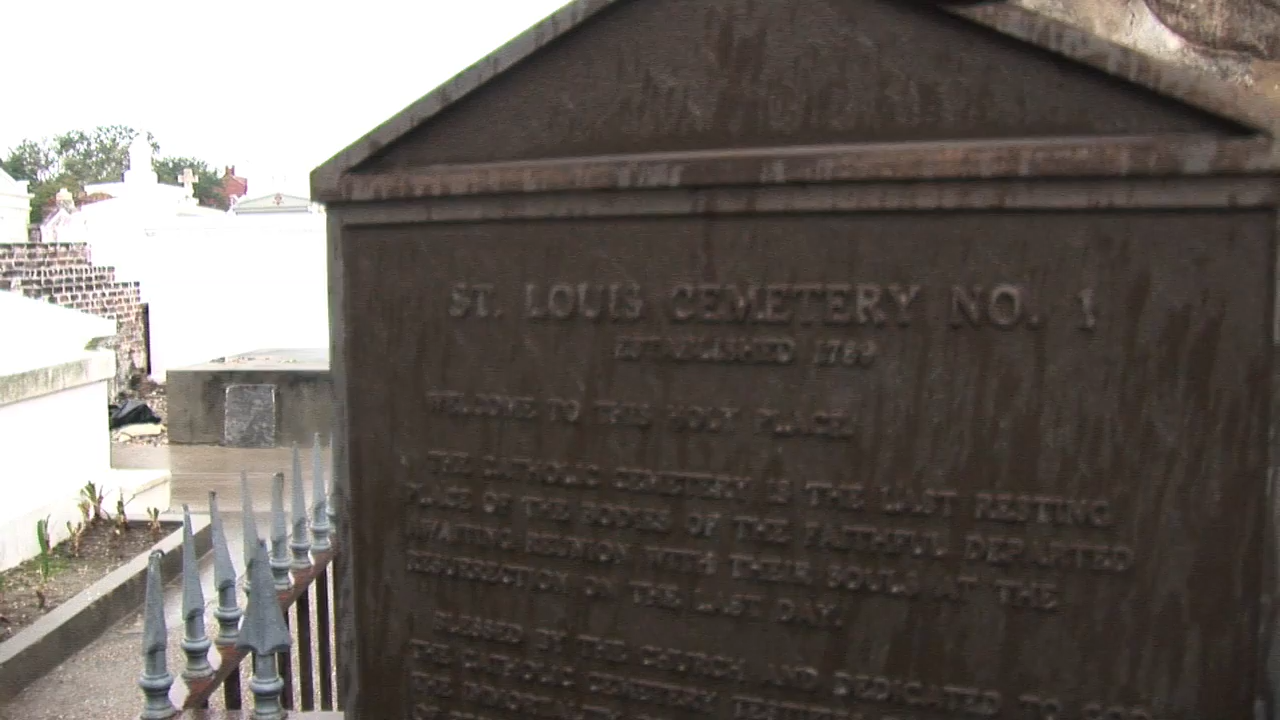 ST. LOUIS CEMETERY NO. 1
ESTABLISHED 1789
WELCOME TO THIS HOLY PLACE.
THE CATHOLIC CEMETERY IS THE LAST RESTING
PLACE OF THE BODIES OF THE FAITHFUL DEPARTED
AWAITING REUNION WITH THEIR SOULS AT THE
RESURRECTION ON THE LAST DAY.
BLESSED BY THE CHURCH, AND DEDICATED TO GOD
THE CATHOLIC CEMETERY